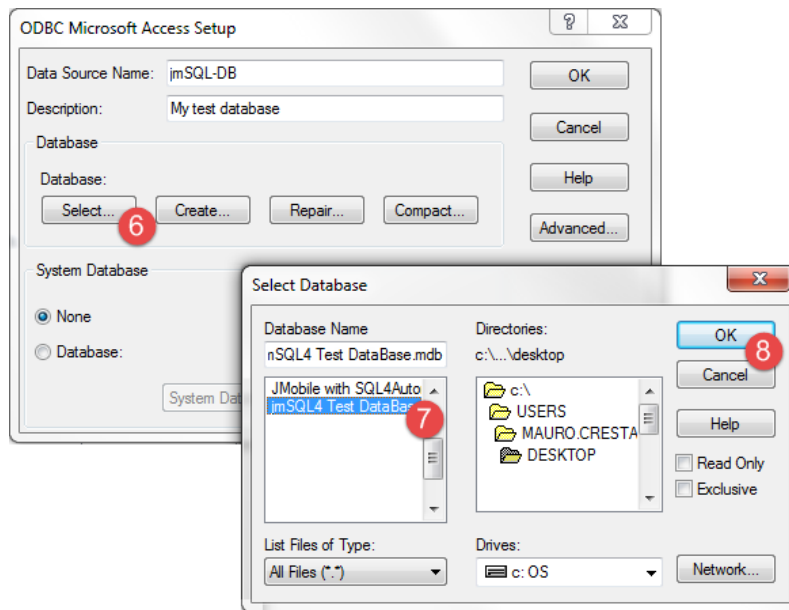 ODBC Microsoft Access Setup
Data Source Name: jmSQL-DB
OK
Description: My test database
Cancel
Database
Database:
Help
Select... Create... Repair... Compact...
6
Advanced...
System Database
None
Database:
System
Select Database
Database Name
Directories:
OK
nSQL4 Test DataBase.mdb
c:\...\desktop
8
Cancel
JMobile with SQL4Auto
jmSQL4 Test DataBas
7
c:\
USERS
MAURO.CRESTA
DESKTOP
Help
Read Only
Exclusive
List Files of Type:
Drives:
All Files (*.*)
c: OS
Network...